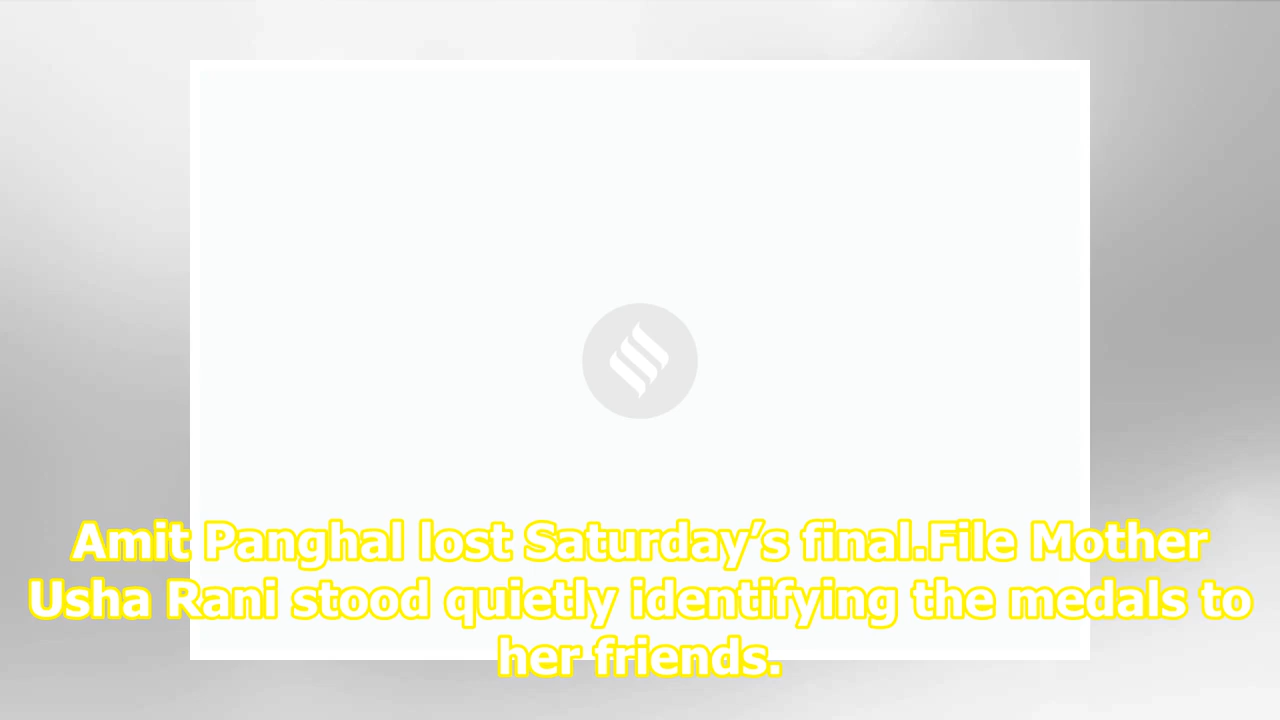 Amit Panghal lost Saturday’s final.File Mother
Usha Rani stood quietly identifying the medals to
her friends.